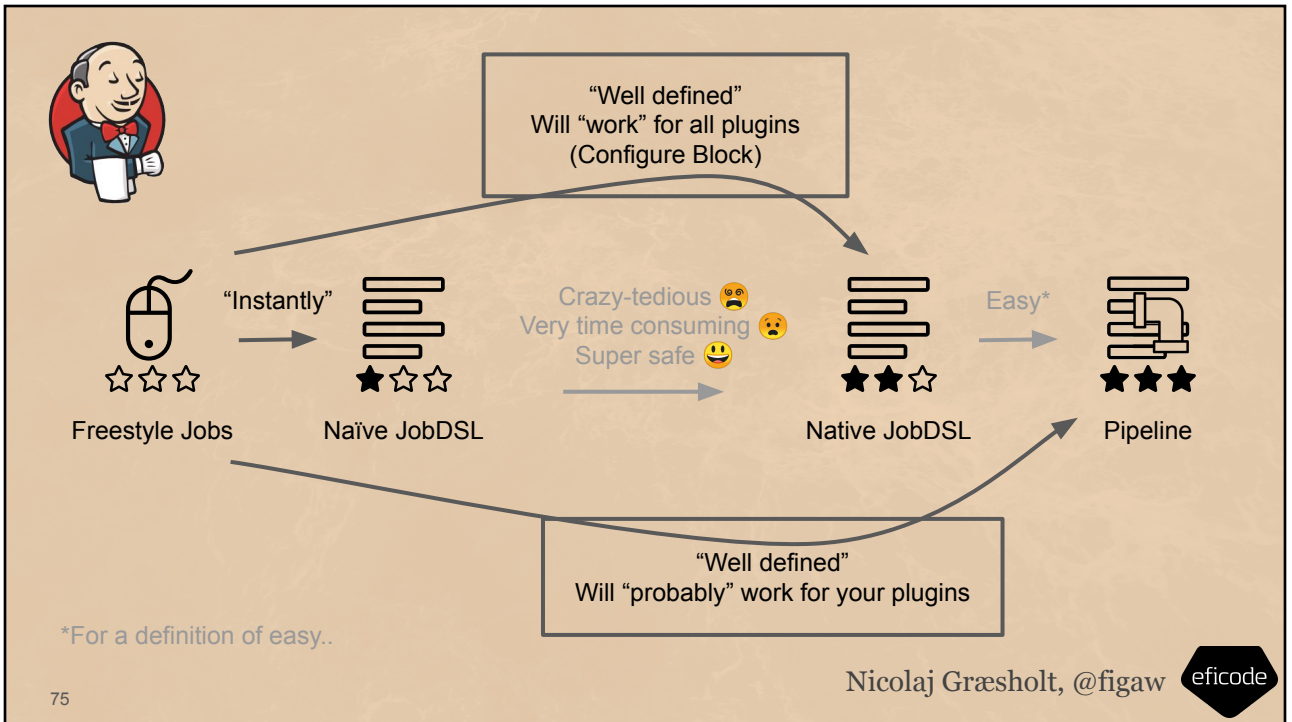 “Well defined”
Will “work” for all plugins
(Configure Block)
“Instantly”
Crazy-tedious 😵
Very time consuming 😧
Super safe 😃
Easy*
Freestyle Jobs
Naïve JobDSL
Native JobDSL
Pipeline
“Well defined”
Will “probably” work for your plugins
*For a definition of easy..
75
Nicolaj Græsholt, @figaw
eficode